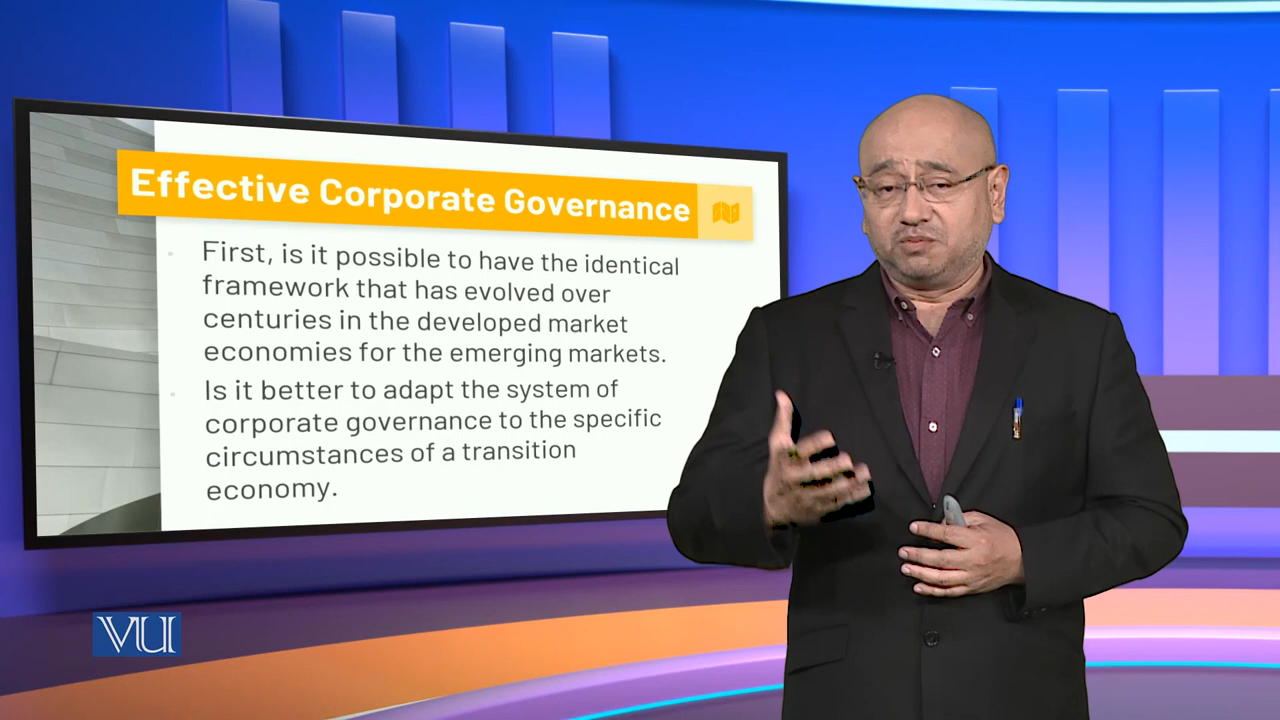 Effective Corporate Governance
First, is it possible to have the identical
framework that has evolved over
centuries in the developed market
economies for the emerging markets.
Is it better to adapt the system of
corporate governance to the specific
circumstances of a transition
economy.
VU